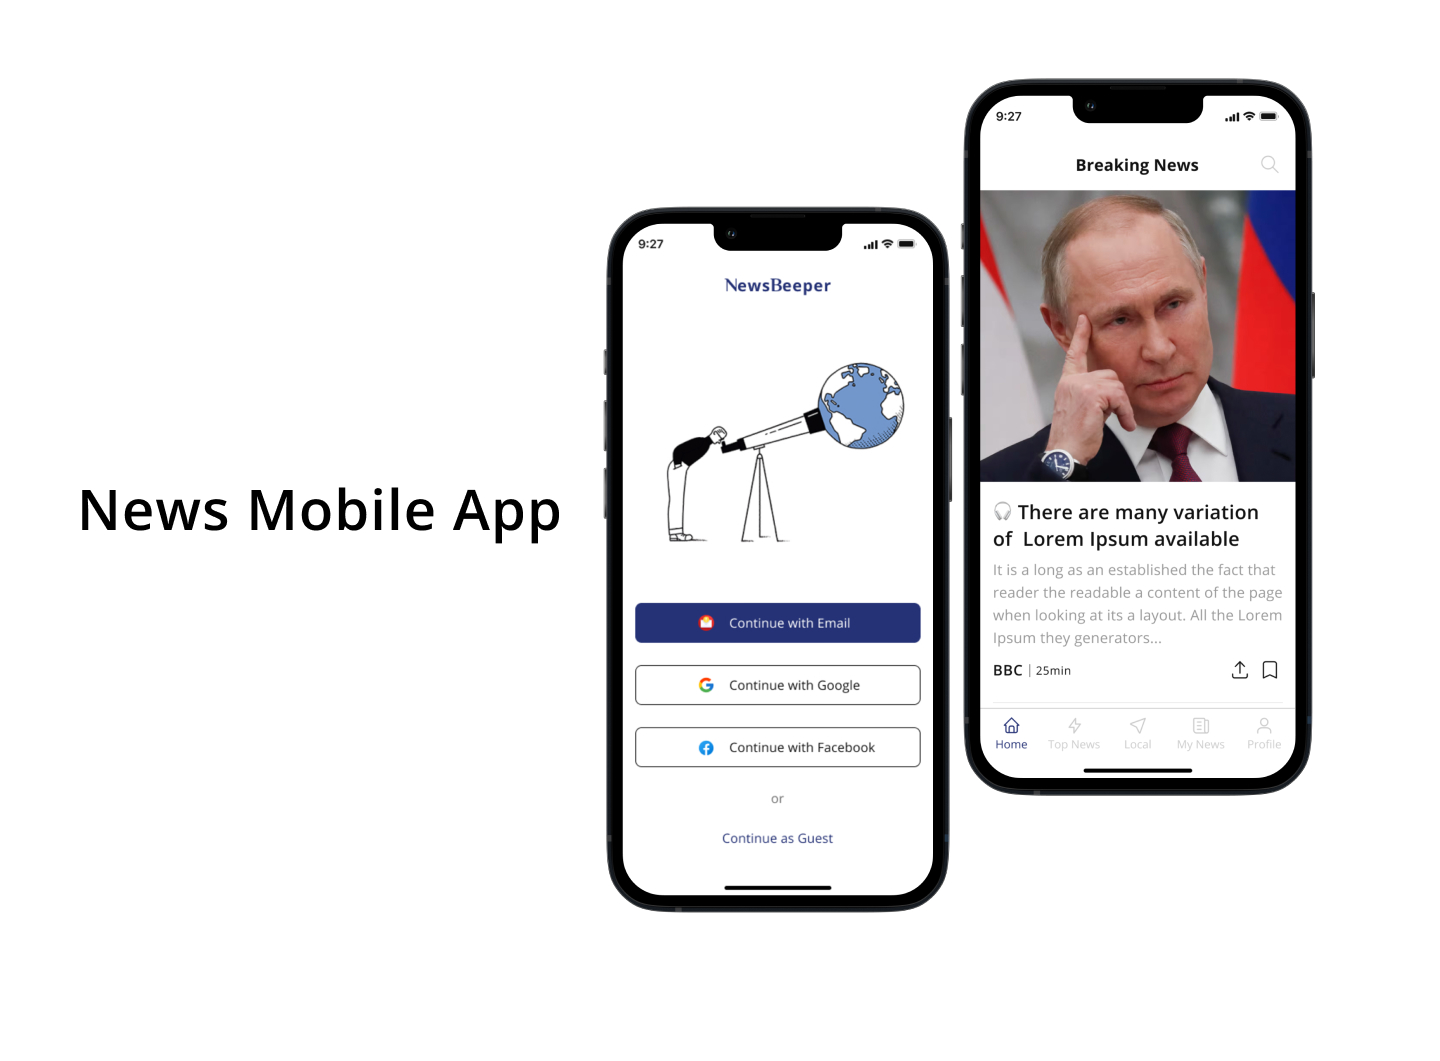 News Mobile App
9:27
NewsBeeper
Continue with Email
Continue with Google
Continue with Facebook
or
Continue as Guest
9:27
Breaking News
There are many variation
of Lorem Ipsum available
It is a long as an established the fact that
reader the readable a content of the page
when looking at its a layout. All the Lorem
Ipsum they generators...
BBC | 25min
Home Top News Local My News Profile